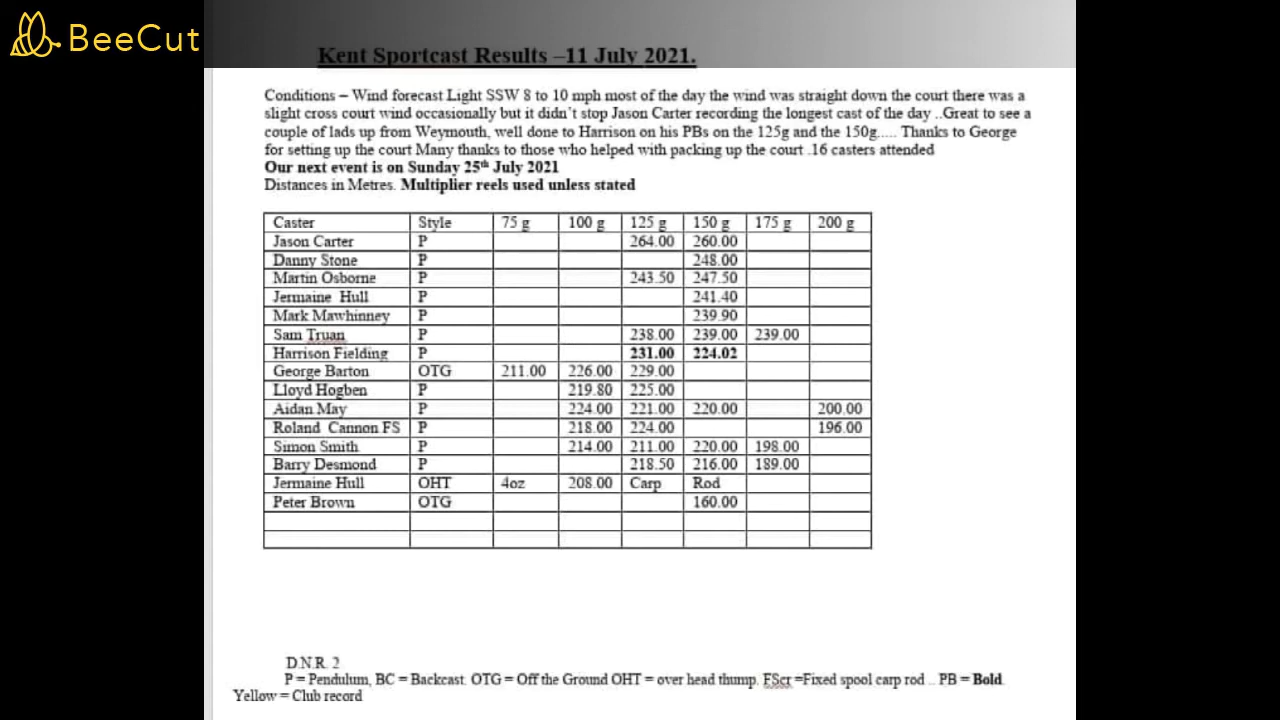 BeeCut
Kent Sportcast Results –11 July 2021.
Conditions – Wind forecast Light SSW 8 to 10 mph most of the day the wind was straight down the court there was a
slight cross court wind occasionally but it didn't stop Jason Carter recording the longest cast of the day ..Great to see a
couple of lads up from Weymouth, well done to Harrison on his PBs on the 125g and the 150g..... Thanks to George
for setting up the court Many thanks to those who helped with packing up the court .16 casters attended
Our next event is on Sunday 25th July 2021
Distances in Metres. Multiplier reels used unless stated
Caster Style 75 g 100 g 125 g 150 g 175 g 200 g
Jason Carter P 264.00 260.00
Danny Stone P 248.00
Martin Osborne P 243.50 247.50
Jermaine Hull P 241.40
Mark Mawhinney P 239.90
Sam Truan P 238.00 239.00 239.00
Harrison Fielding P 231.00 224.02
George Barton OTG 211.00 226.00 229.00
Lloyd Hogben P 219.80 225.00
Aidan May P 224.00 221.00 220.00 200.00
Roland Cannon FS P 218.00 224.00 196.00
Simon Smith P 214.00 211.00 220.00 198.00
Barry Desmond P 218.50 216.00 189.00
Jermaine Hull OHT 4oz 208.00 Carp Rod
Peter Brown OTG 160.00
D.N.R. 2
P = Pendulum, BC = Backcast. OTG = Off the Ground OHT = over head thump. FScr =Fixed spool carp rod .. PB = Bold.
Yellow = Club record